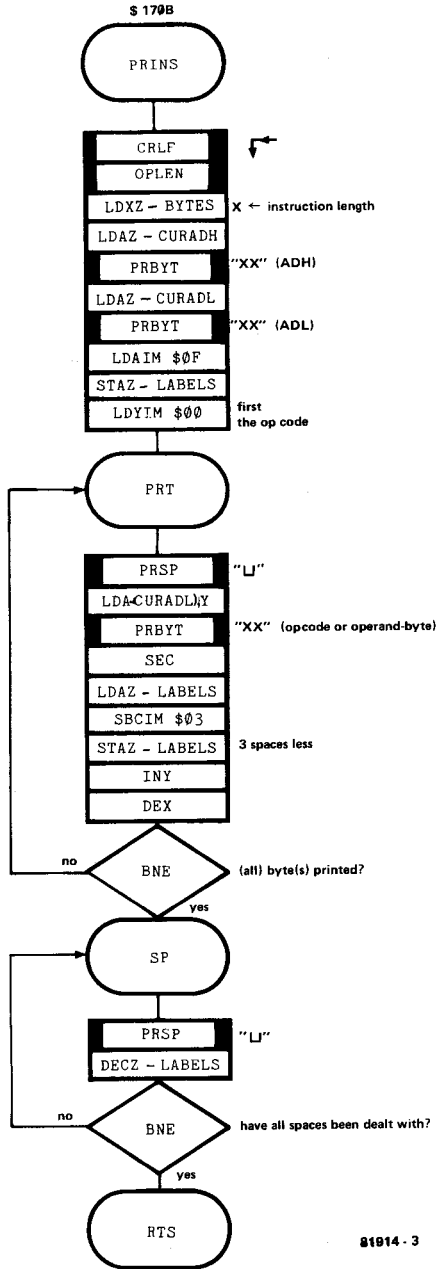 $ 179B
PRINS
CRLF
OPLEN
LDXZ - BYTES X ← instruction length
LDAZ - CURADH
PRBYT "XX" (ADH)
LDAZ - CURADL
PRBYT "XX" (ADL)
LDAIM $0F
STAZ - LABELS
LDYIM $00 first
the op code
PRT
PRSP "⊔"
LDA-CURADL),Y
PRBYT "XX" (opcode or operand-byte)
SEC
LDAZ - LABELS
SBCIM $03
STAZ - LABELS 3 spaces less
INY
DEX
no BNE (all) byte(s) printed?
yes
SP
PRSP "⊔"
DECZ - LABELS
no BNE have all spaces been dealt with?
yes
RTS
81914 - 3